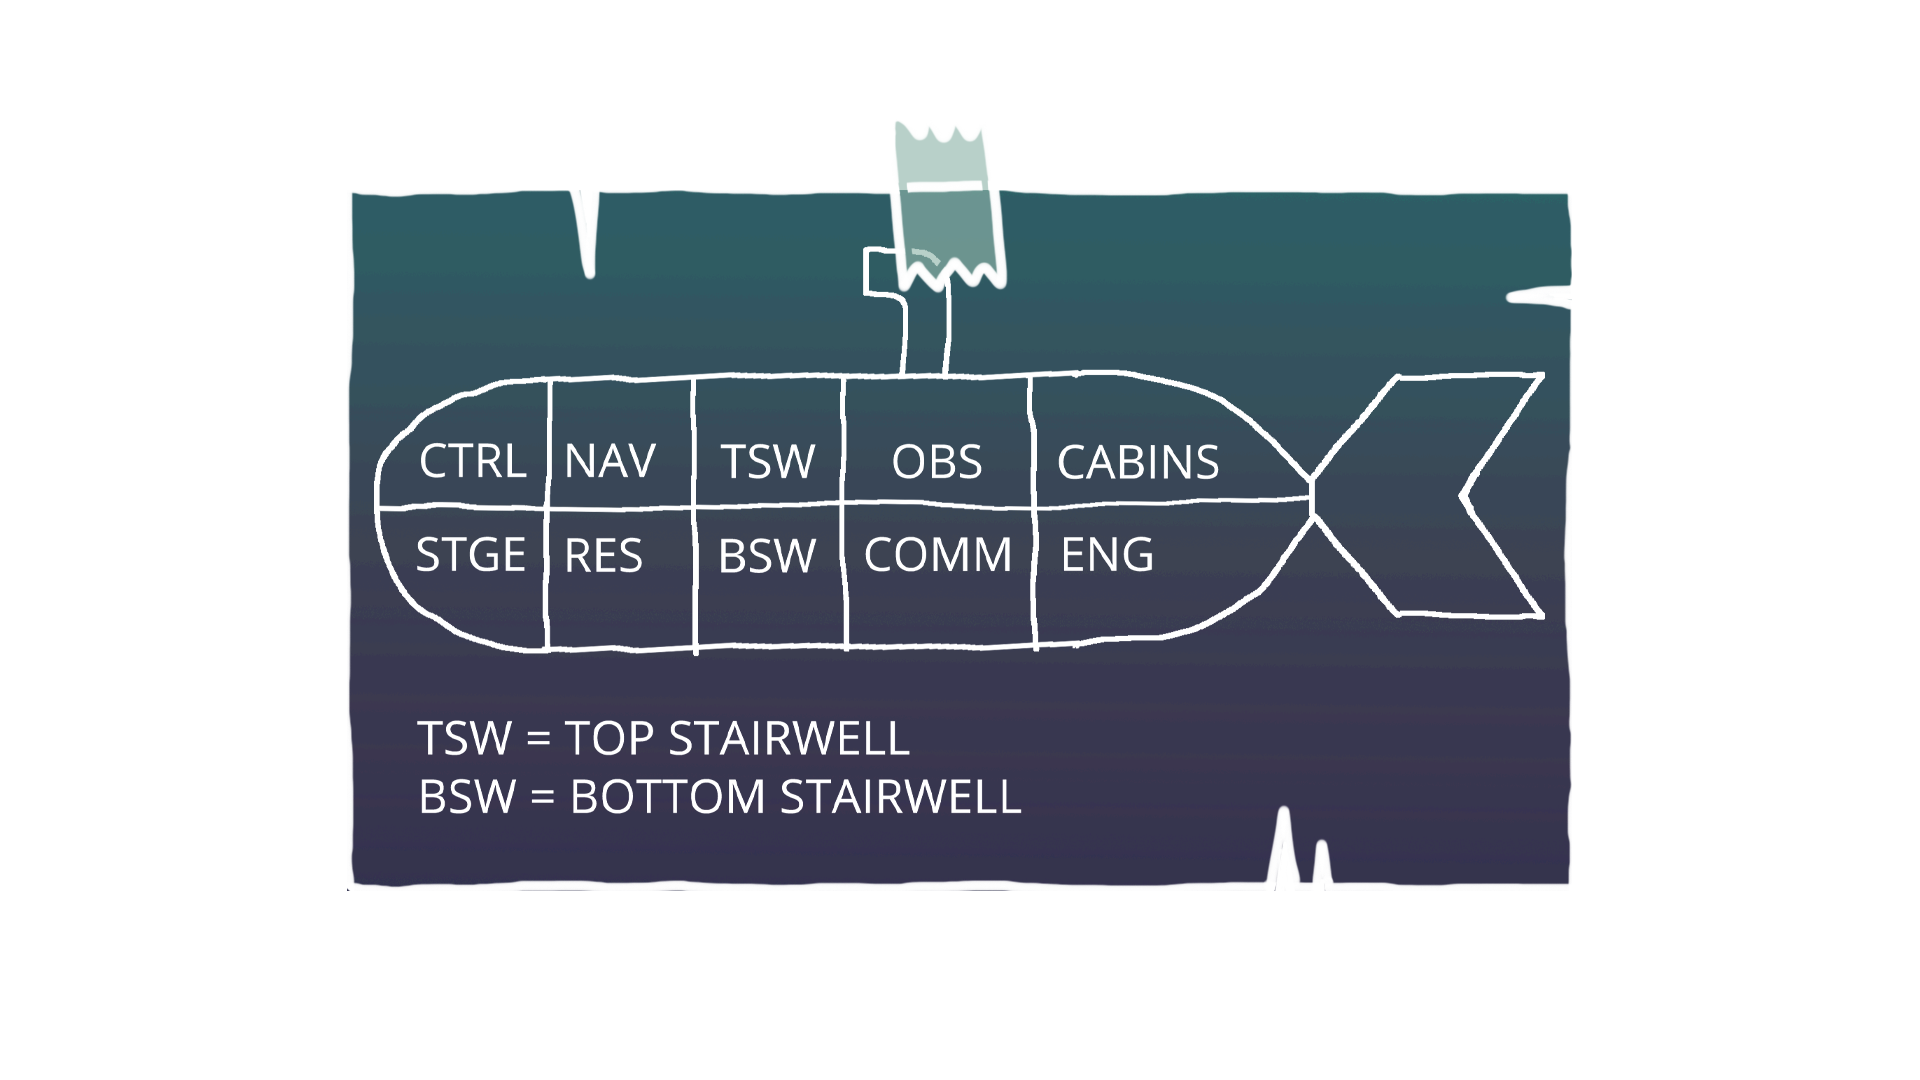 CTRL NAV TSW OBS CABINS
STGE RES BSW COMM ENG
TSW = TOP STAIRWELL
BSW = BOTTOM STAIRWELL